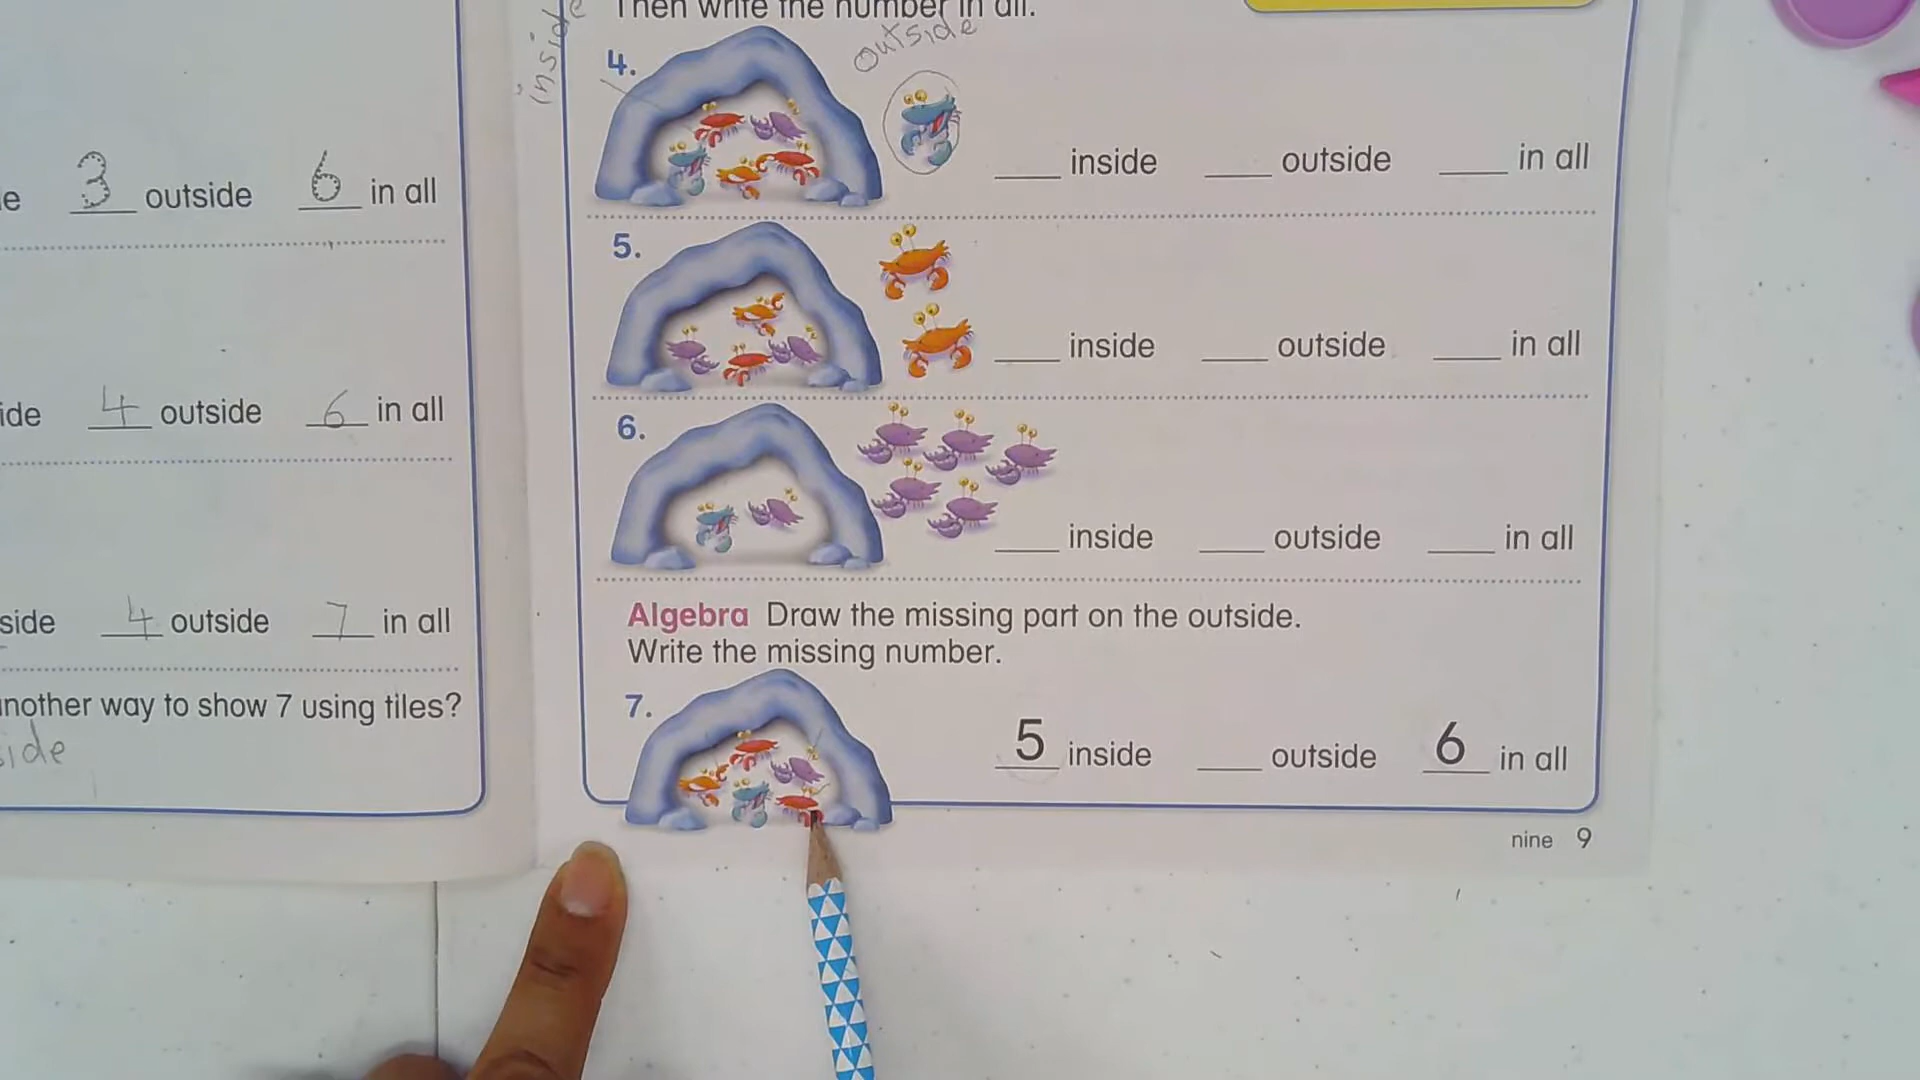 e 3 outside 6 in all
ide 4 outside 6 in all
side 4 outside 7 in all
nother way to show 7 using tiles?
side
Then write the number in all.
inside
outside
4.
___ inside ___ outside ___ in all
5.
___ inside ___ outside ___ in all
6.
___ inside ___ outside ___ in all
Algebra Draw the missing part on the outside.
Write the missing number.
7.
5 inside ___ outside 6 in all
nine 9